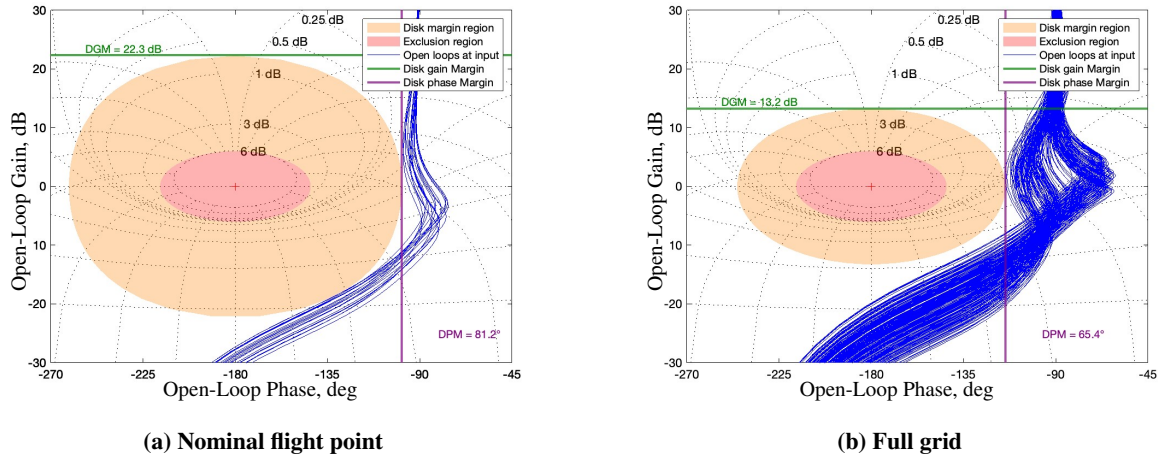 0.25 dB
0.5 dB
1 dB
3 dB
6 dB
Disk margin region
Exclusion region
Open loops at input
Disk gain Margin
Disk phase Margin
DGM = 22.3 dB
DPM = 81.2°
30
20
10
0
10
-20
30
-270
-225
-180
-135
-90
-45
Open-Loop Gain, dB
Open-Loop Phase, deg
(a) Nominal flight point
0.25 dB
0.5 dB
1 dB
3 dB
6 dB
Disk margin region
Exclusion region
Open loops at input
Disk gain Margin
Disk phase Margin
DGM = 13.2 dB
DPM = 65.4°
30
20
10
0
10
-20
-30
-270
-225
-180
-135
-90
-45
Open-Loop Gain, dB
Open-Loop Phase, deg
(b) Full grid